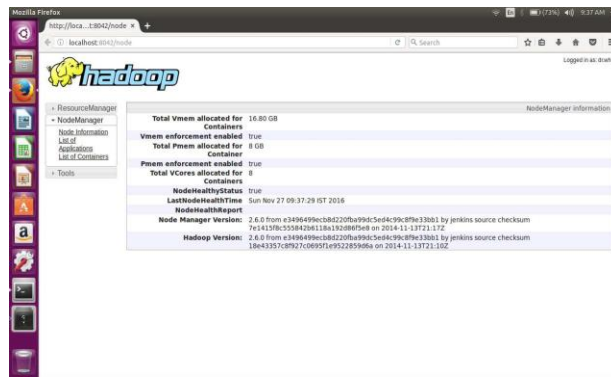 Mozilla Firefox
En
(73%)
9:37 AM
http://loca...t:8042/node
localhost:8042/node
Search
Logged in as: drwh
hadoop
NodeManager information
ResourceManager
NodeManager
Node Information
List of
Applications
List of Containers
Tools
Total Vmem allocated for Containers 16.80 GB
Vmem enforcement enabled true
Total Pmem allocated for Container 8 GB
Pmem enforcement enabled true
Total VCores allocated for Containers 8
NodeHealthyStatus true
LastNodeHealthTime Sun Nov 27 09:37:29 IST 2016
NodeHealthReport
Node Manager Version: 2.6.0 from e3496499ecb8d220fba99dc5ed4c99c8f9e33bb1 by jenkins source checksum
7e1415f8c555842b6118a192d86f5e8 on 2014-11-13T21:17Z
Hadoop Version: 2.6.0 from e3496499ecb8d220fba99dc5ed4c99c8f9e33bb1 by jenkins source checksum
18e43357c8f927c0695f1e9522859d6a on 2014-11-13T21:10Z